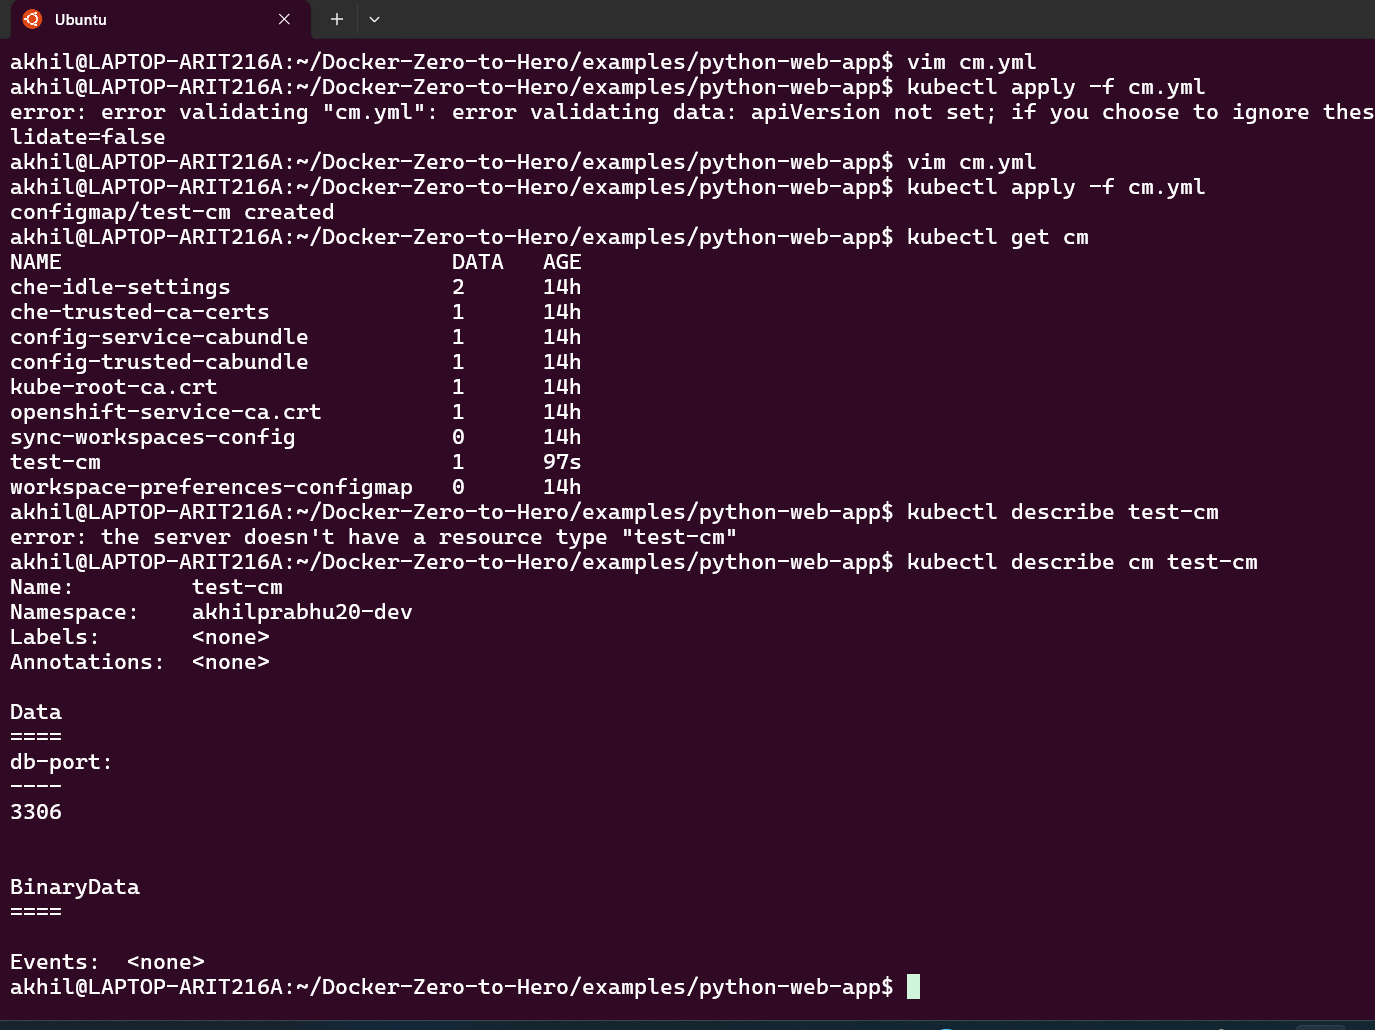 Ubuntu
akhil@LAPTOP-ARIT216A:~/Docker-Zero-to-Hero/examples/python-web-app$ vim cm.yml
akhil@LAPTOP-ARIT216A:~/Docker-Zero-to-Hero/examples/python-web-app$ kubectl apply -f cm.yml
error: error validating "cm.yml": error validating data: apiVersion not set; if you choose to ignore thes
lidate=false
akhil@LAPTOP-ARIT216A:~/Docker-Zero-to-Hero/examples/python-web-app$ vim cm.yml
akhil@LAPTOP-ARIT216A:~/Docker-Zero-to-Hero/examples/python-web-app$ kubectl apply -f cm.yml
configmap/test-cm created
akhil@LAPTOP-ARIT216A:~/Docker-Zero-to-Hero/examples/python-web-app$ kubectl get cm
NAME                              DATA   AGE
che-idle-settings                 2      14h
che-trusted-ca-certs              1      14h
config-service-cabundle           1      14h
config-trusted-cabundle           1      14h
kube-root-ca.crt                  1      14h
openshift-service-ca.crt          1      14h
sync-workspaces-config            0      14h
test-cm                           1      97s
workspace-preferences-configmap   0      14h
akhil@LAPTOP-ARIT216A:~/Docker-Zero-to-Hero/examples/python-web-app$ kubectl describe test-cm
error: the server doesn't have a resource type "test-cm"
akhil@LAPTOP-ARIT216A:~/Docker-Zero-to-Hero/examples/python-web-app$ kubectl describe cm test-cm
Name:         test-cm
Namespace:    akhilprabhu20-dev
Labels:       <none>
Annotations:  <none>

Data
====
db-port:
----
3306


BinaryData
====

Events:  <none>
akhil@LAPTOP-ARIT216A:~/Docker-Zero-to-Hero/examples/python-web-app$